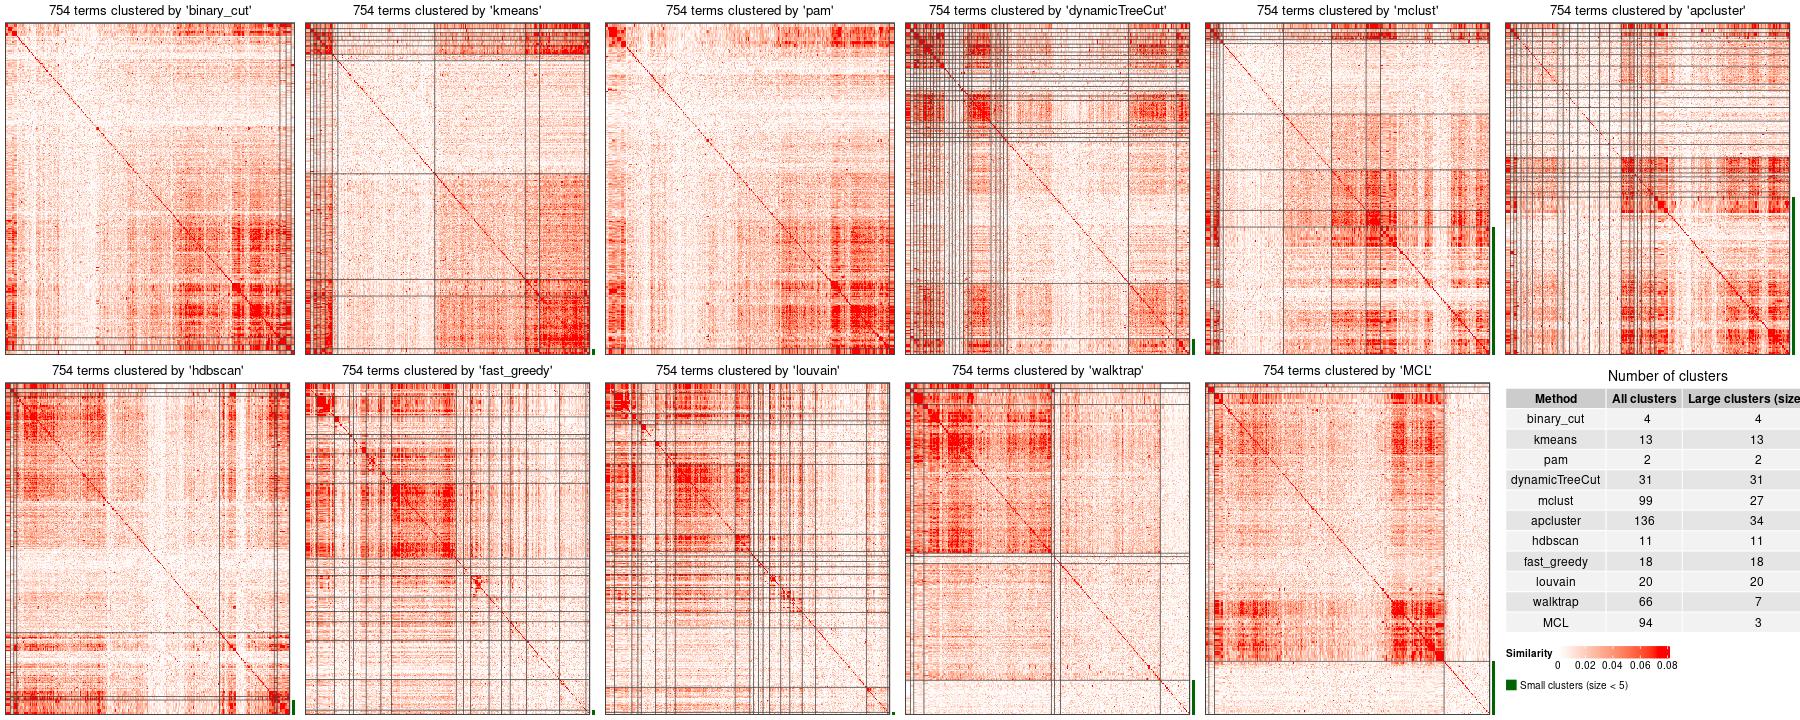 754 terms clustered by 'binary_cut'
754 terms clustered by 'kmeans'
754 terms clustered by 'pam'
754 terms clustered by 'dynamicTreeCut'
754 terms clustered by 'mclust'
754 terms clustered by 'apcluster'
754 terms clustered by 'hdbscan'
754 terms clustered by 'fast_greedy'
754 terms clustered by 'louvain'
754 terms clustered by 'walktrap'
754 terms clustered by 'MCL'
Number of clusters
Method All clusters Large clusters (size
binary_cut 4 4
kmeans 13 13
pam 2 2
dynamicTreeCut 31 31
mclust 99 27
apcluster 136 34
hdbscan 11 11
fast_greedy 18 18
louvain 20 20
walktrap 66 7
MCL 94 3
Similarity
0 0.02 0.04 0.06 0.08
Small clusters (size < 5)